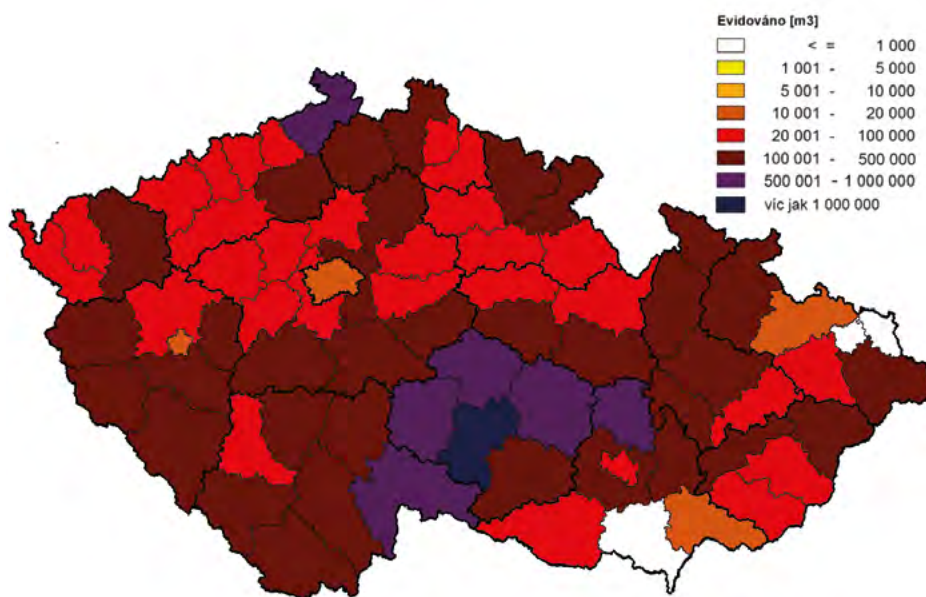 Evidováno [m3]
< = 1 000
1 001 - 5 000
5 001 - 10 000
10 001 - 20 000
20 001 - 100 000
100 001 - 500 000
500 001 - 1 000 000
víc jak 1 000 000